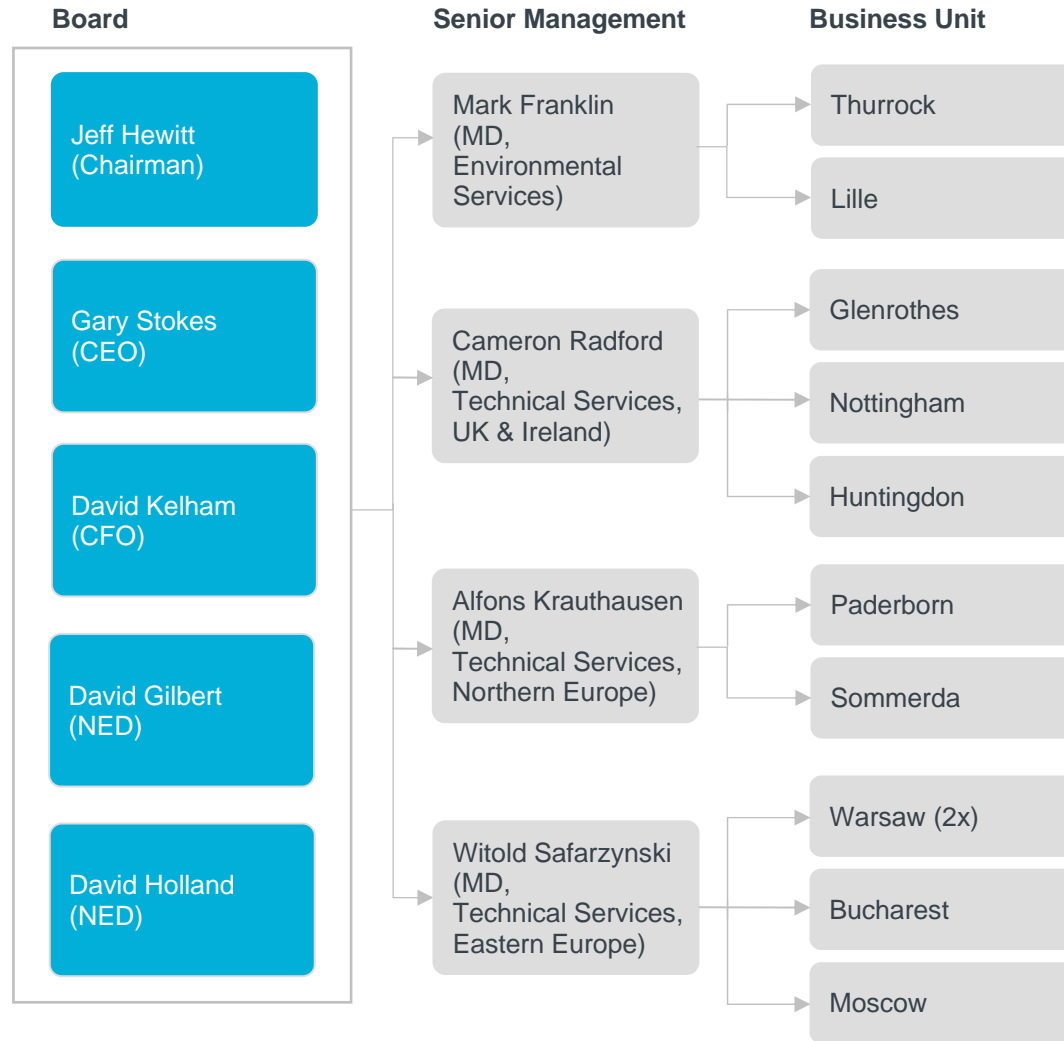 Board
Senior Management
Business Unit
Jeff Hewitt
(Chairman)
Gary Stokes
(CEO)
David Kelham
(CFO)
David Gilbert
(NED)
David Holland
(NED)
Mark Franklin
(MD,
Environmental
Services)
Cameron Radford
(MD,
Technical Services,
UK & Ireland)
Alfons Krauthausen
(MD,
Technical Services,
Northern Europe)
Witold Safarzynski
(MD,
Technical Services,
Eastern Europe)
Thurrock
Lille
Glenrothes
Nottingham
Huntingdon
Paderborn
Sommerda
Warsaw (2x)
Bucharest
Moscow